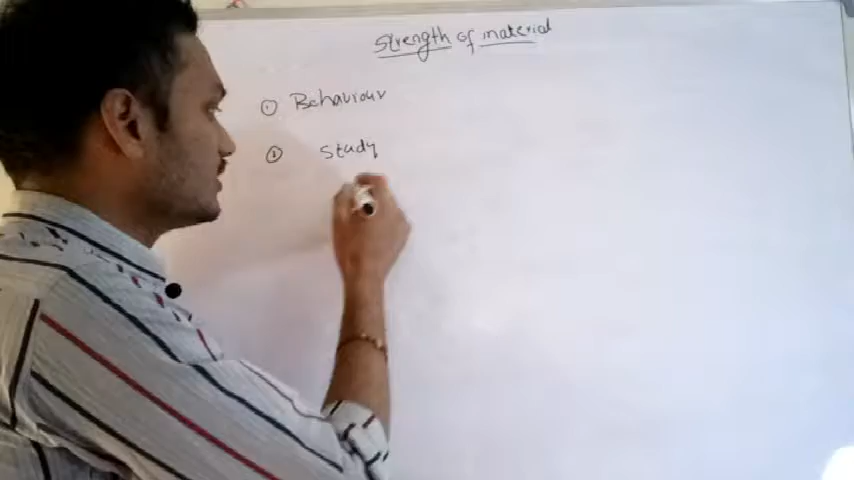 Strength of material
① Behaviour
② Study